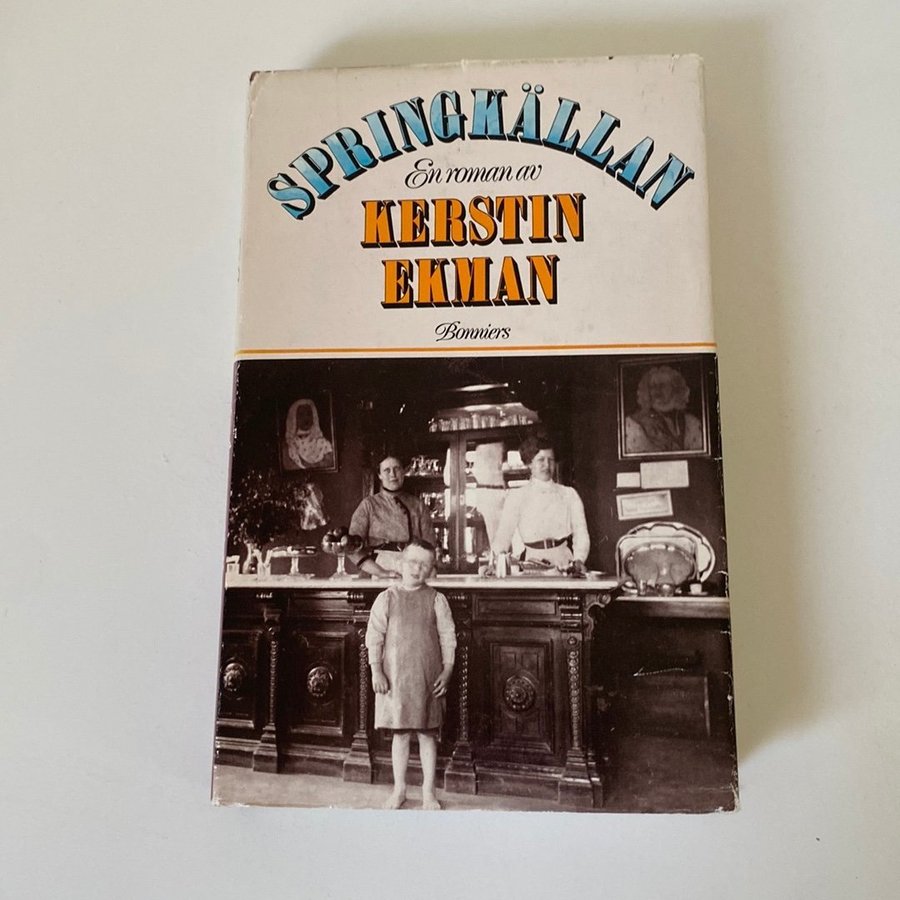 SPRINGKÄLLAN
En roman av
KERSTIN
EKMAN
Bonniers